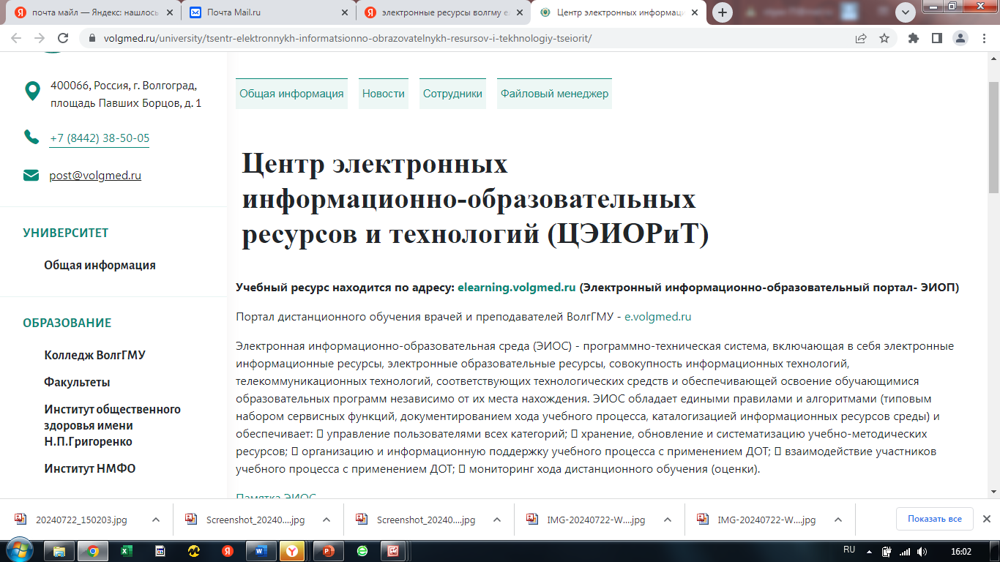 почта майл — Яндекс: нашлось
Почта Mail.ru
электронные ресурсы волгму e
Центр электронных информаци
volgmed.ru/university/tsentr-elektronnykh-informatsionno-obrazovatelnykh-resursov-i-tekhnologiy-tseiorit/
400066, Россия, г. Волгоград,
площадь Павших Борцов, д. 1
+7 (8442) 38-50-05
post@volgmed.ru
УНИВЕРСИТЕТ
Общая информация
ОБРАЗОВАНИЕ
Колледж ВолгГМУ
Факультеты
Институт общественного
здоровья имени
Н.П.Григоренко
Институт НМФО
Общая информация
Новости
Сотрудники
Файловый менеджер
Центр электронных
информационно-образовательных
ресурсов и технологий (ЦЭИОРиТ)
Учебный ресурс находится по адресу: elearning.volgmed.ru (Электронный информационно-образовательный портал- ЭИОП)
Портал дистанционного обучения врачей и преподавателей ВолгГМУ - e.volgmed.ru
Электронная информационно-образовательная среда (ЭИОС) - программно-техническая система, включающая в себя электронные
информационные ресурсы, электронные образовательные ресурсы, совокупность информационных технологий,
телекоммуникационных технологий, соответствующих технологических средств и обеспечивающей освоение обучающимися
образовательных программ независимо от их места нахождения. ЭИОС обладает едиными правилами и алгоритмами (типовым
набором сервисных функций, документированием хода учебного процесса, каталогизацией информационных ресурсов среды) и
обеспечивает: ▯ управление пользователями всех категорий; ▯ хранение, обновление и систематизацию учебно-методических
ресурсов; ▯ организацию и информационную поддержку учебного процесса с применением ДОТ; ▯ взаимодействие участников
учебного процесса с применением ДОТ; ▯ мониторинг хода дистанционного обучения (оценки).
Памятка ЭИОС
20240722_150203.jpg
Screenshot_20240....jpg
Screenshot_20240....jpg
IMG-20240722-W....jpg
IMG-20240722-W....jpg
Показать все
RU
16:02